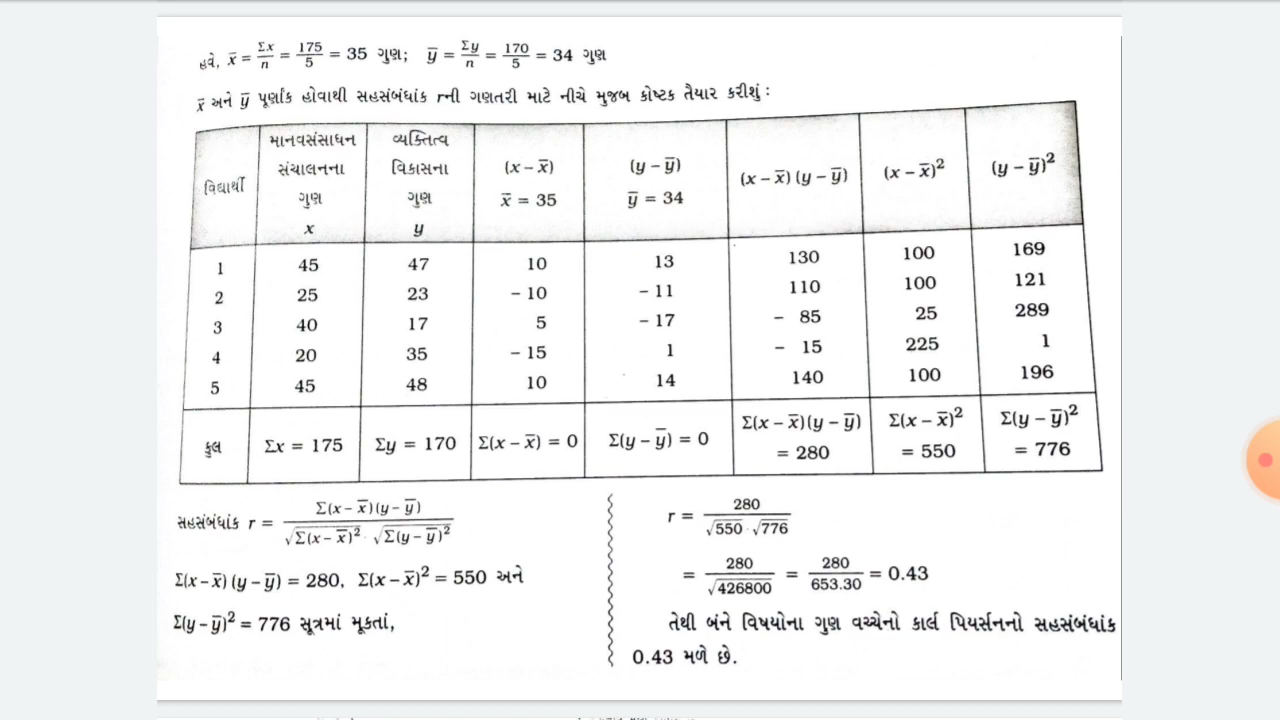 હવે, x̄ = Σx/n = 175/5 = 35 ગુણ; ȳ = Σy/n = 170/5 = 34 ગુણ
x̄ અને ȳ પૂર્ણાંક હોવાથી સહસંબંધાંક rની ગણતરી માટે નીચે મુજબ કોષ્ટક તૈયાર કરીશું :
વિદ્યાર્થી | માનવસંસાધન સંચાલનના ગુણ x | વ્યક્તિત્વ વિકાસના ગુણ y | (x – x̄) x̄ = 35 | (y – ȳ) ȳ = 34 | (x – x̄) (y – ȳ) | (x – x̄)² | (y – ȳ)²
1 | 45 | 47 | 10 | 13 | 130 | 100 | 169
2 | 25 | 23 | – 10 | – 11 | 110 | 100 | 121
3 | 40 | 17 | 5 | – 17 | – 85 | 25 | 289
4 | 20 | 35 | – 15 | 1 | – 15 | 225 | 1
5 | 45 | 48 | 10 | 14 | 140 | 100 | 196
કુલ | Σx = 175 | Σy = 170 | Σ(x – x̄) = 0 | Σ(y – ȳ) = 0 | Σ(x – x̄)(y – ȳ) = 280 | Σ(x – x̄)² = 550 | Σ(y – ȳ)² = 776
સહસંબંધાંક r = Σ(x – x̄)(y – ȳ) / √Σ(x – x̄)² · √Σ(y – ȳ)²
Σ(x – x̄) (y – ȳ) = 280, Σ(x – x̄)² = 550 અને
Σ(y – ȳ)² = 776 સૂત્રમાં મૂકતાં,
r = 280 / √550 · √776
= 280 / √426800 = 280 / 653.30 = 0.43
તેથી બંને વિષયોના ગુણ વચ્ચેનો કાર્લ પિયર્સનનો સહસંબંધાંક
0.43 મળે છે.